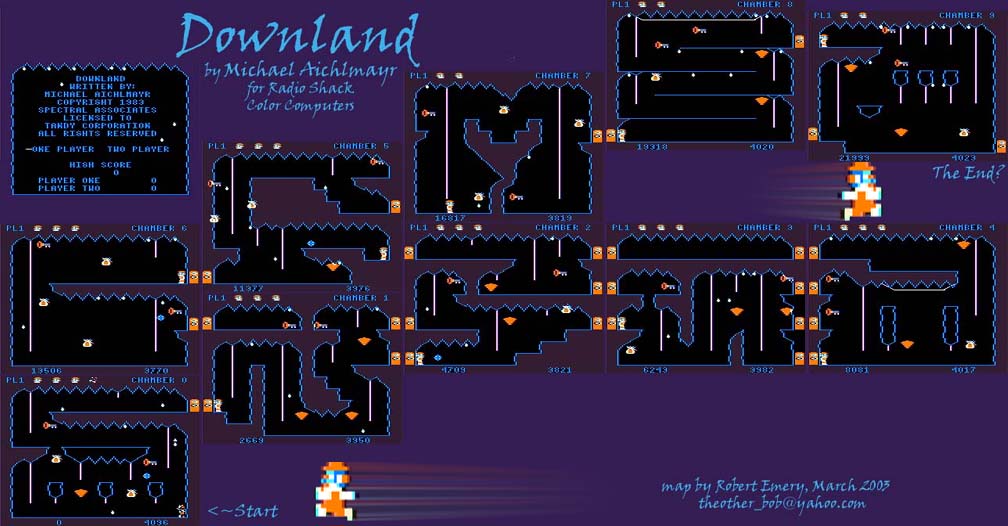 Downland
by Michael Aichlmayr
for Radio Shack
Color Computers
DOWNLAND
WRITTEN BY:
MICHAEL AICHLMAYR
COPYRIGHT 1983
SPECTRAL ASSOCIATES
LICENSED TO
TANDY CORPORATION
ALL RIGHTS RESERVED
ONE PLAYER TWO PLAYER
HIGH SCORE
0
PLAYER ONE 0
PLAYER TWO 0
PL1 CHAMBER 8
19318 4020
PL1 CHAMBER 9
21999 4023
The End?
PL1 CHAMBER 7
16817 3819
PL1 CHAMBER 5
11377 3976
PL1 CHAMBER 6
13506 3770
PL1 CHAMBER 2
4709 3821
PL1 CHAMBER 3
6243 3982
PL1 CHAMBER 4
8081 4017
PL1 CHAMBER 1
2669 3950
PL1 CHAMBER 0
0 4096
<~Start
map by Robert Emery, March 2003
theother_bob@yahoo.com